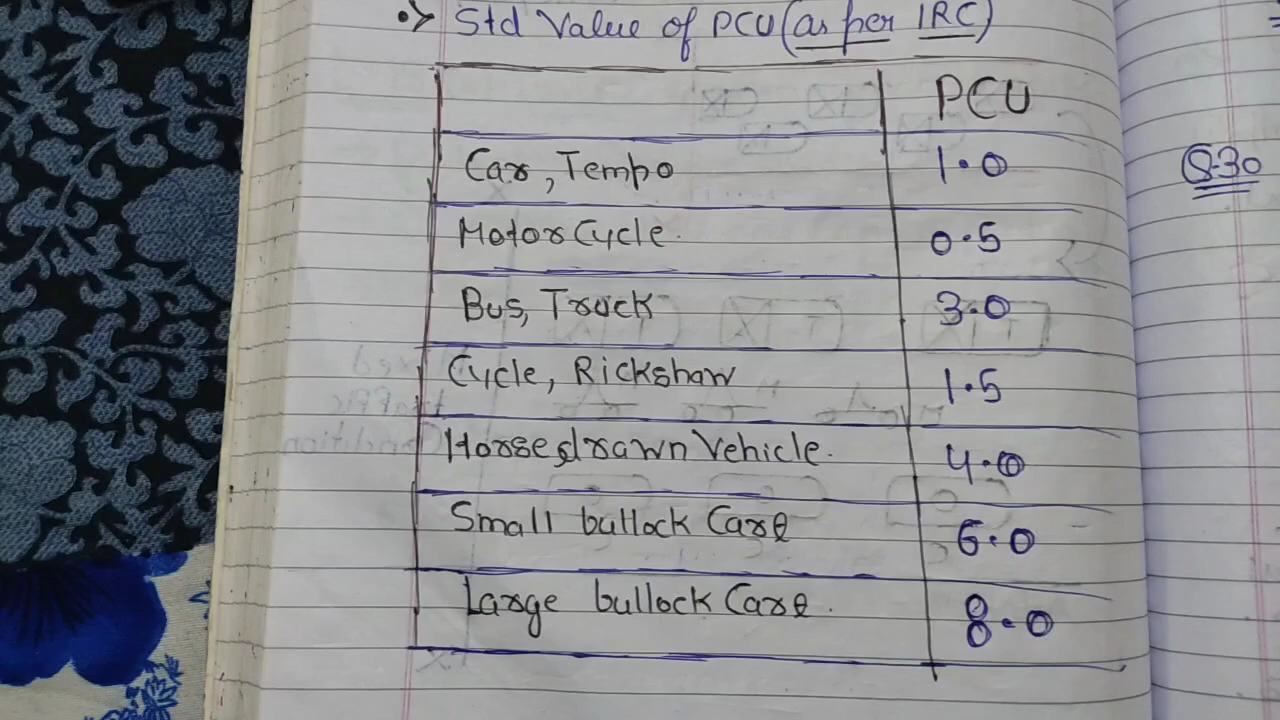 •> Std Value of PCU (as per IRC)
PCU
Car, Tempo 1.0
Motor Cycle. 0.5
Bus, Truck 3.0
Cycle, Rickshaw 1.5
Horse drawn Vehicle. 4.0
Small bullock Care 6.0
Large bullock Care. 8.0
Q.30